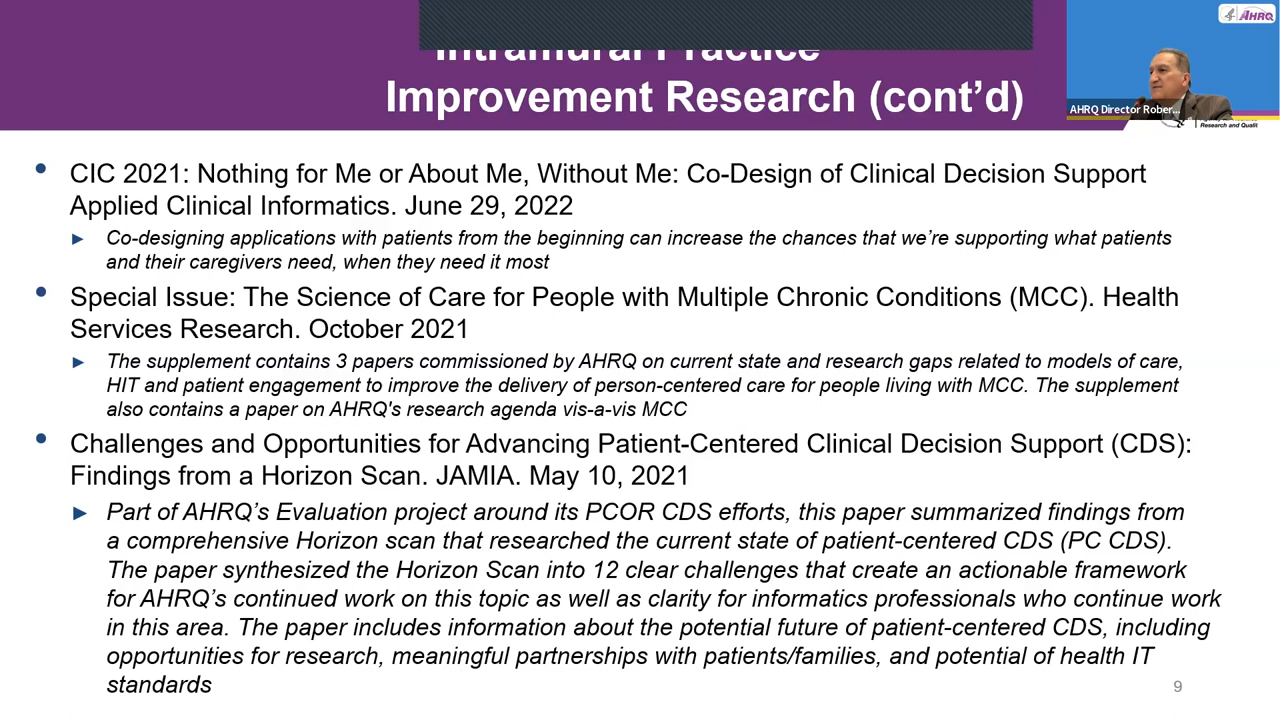 AHRQ
Intramural Practice
Improvement Research (cont'd)
AHRQ Director Rober...
Research and Qualit
• CIC 2021: Nothing for Me or About Me, Without Me: Co-Design of Clinical Decision Support
Applied Clinical Informatics. June 29, 2022
► Co-designing applications with patients from the beginning can increase the chances that we're supporting what patients
and their caregivers need, when they need it most
• Special Issue: The Science of Care for People with Multiple Chronic Conditions (MCC). Health
Services Research. October 2021
► The supplement contains 3 papers commissioned by AHRQ on current state and research gaps related to models of care,
HIT and patient engagement to improve the delivery of person-centered care for people living with MCC. The supplement
also contains a paper on AHRQ's research agenda vis-a-vis MCC
• Challenges and Opportunities for Advancing Patient-Centered Clinical Decision Support (CDS):
Findings from a Horizon Scan. JAMIA. May 10, 2021
► Part of AHRQ's Evaluation project around its PCOR CDS efforts, this paper summarized findings from
a comprehensive Horizon scan that researched the current state of patient-centered CDS (PC CDS).
The paper synthesized the Horizon Scan into 12 clear challenges that create an actionable framework
for AHRQ's continued work on this topic as well as clarity for informatics professionals who continue work
in this area. The paper includes information about the potential future of patient-centered CDS, including
opportunities for research, meaningful partnerships with patients/families, and potential of health IT
standards
9